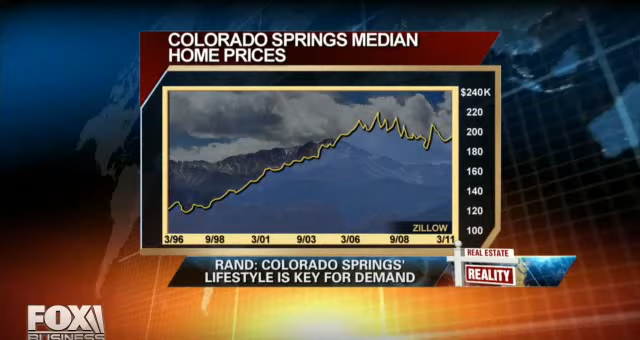 COLORADO SPRINGS MEDIAN
HOME PRICES
$240K
220
200
180
160
140
120
100
ZILLOW
3/96 9/98 3/01 9/03 3/06 9/08 3/11
REAL ESTATE
REALITY
RAND: COLORADO SPRINGS'
LIFESTYLE IS KEY FOR DEMAND
FOX
BUSINESS